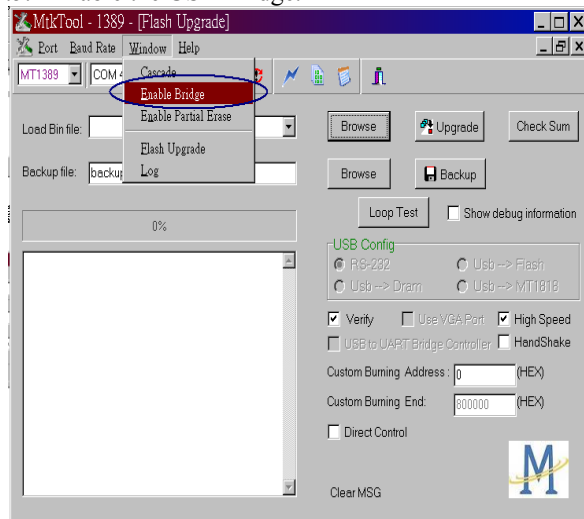 MtkTool - 1389 - [Flash Upgrade]
Port Baud Rate Window Help
MT1389 COM 4
Cascade
Enable Bridge
Enable Partial Erase
Flash Upgrade
Log
Load Bin file: Browse Upgrade Check Sum
Backup file: Browse Backup
Loop Test Show debug information
0%
USB Config
RS-232 Usb --> Flash
Usb --> Dram Usb --> MT1818
Verify Use VGA Port High Speed
USB to UART Bridge Controller HandShake
Custom Burning Address : 0 (HEX)
Custom Burning End: 800000 (HEX)
Direct Control
M
Clear MSG